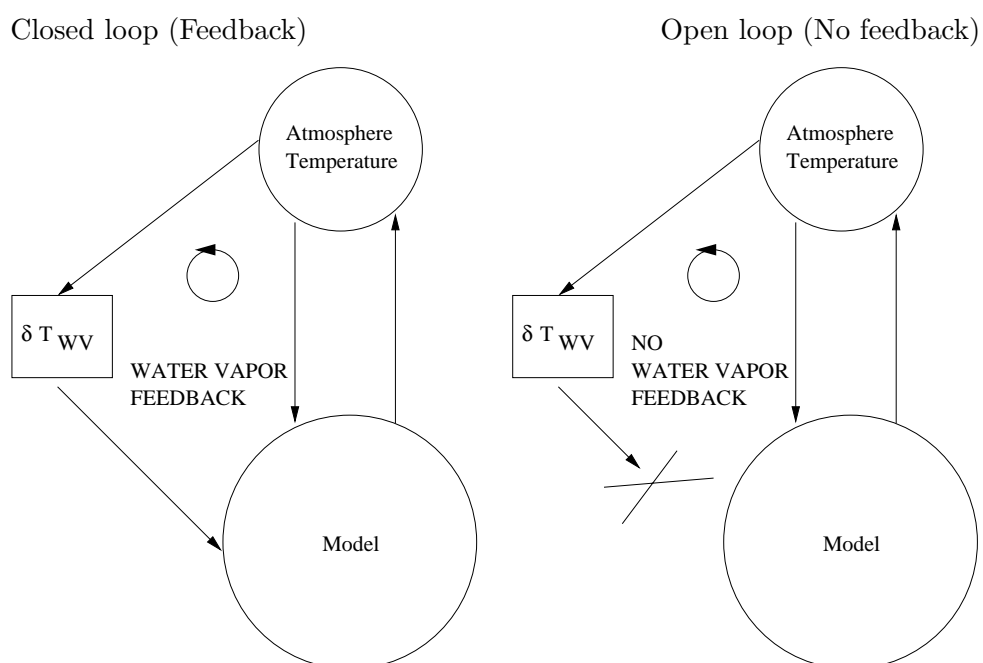 Closed loop (Feedback)
Atmosphere
Temperature
δ T WV
WATER VAPOR
FEEDBACK
Model
Open loop (No feedback)
Atmosphere
Temperature
δ T WV
NO
WATER VAPOR
FEEDBACK
Model